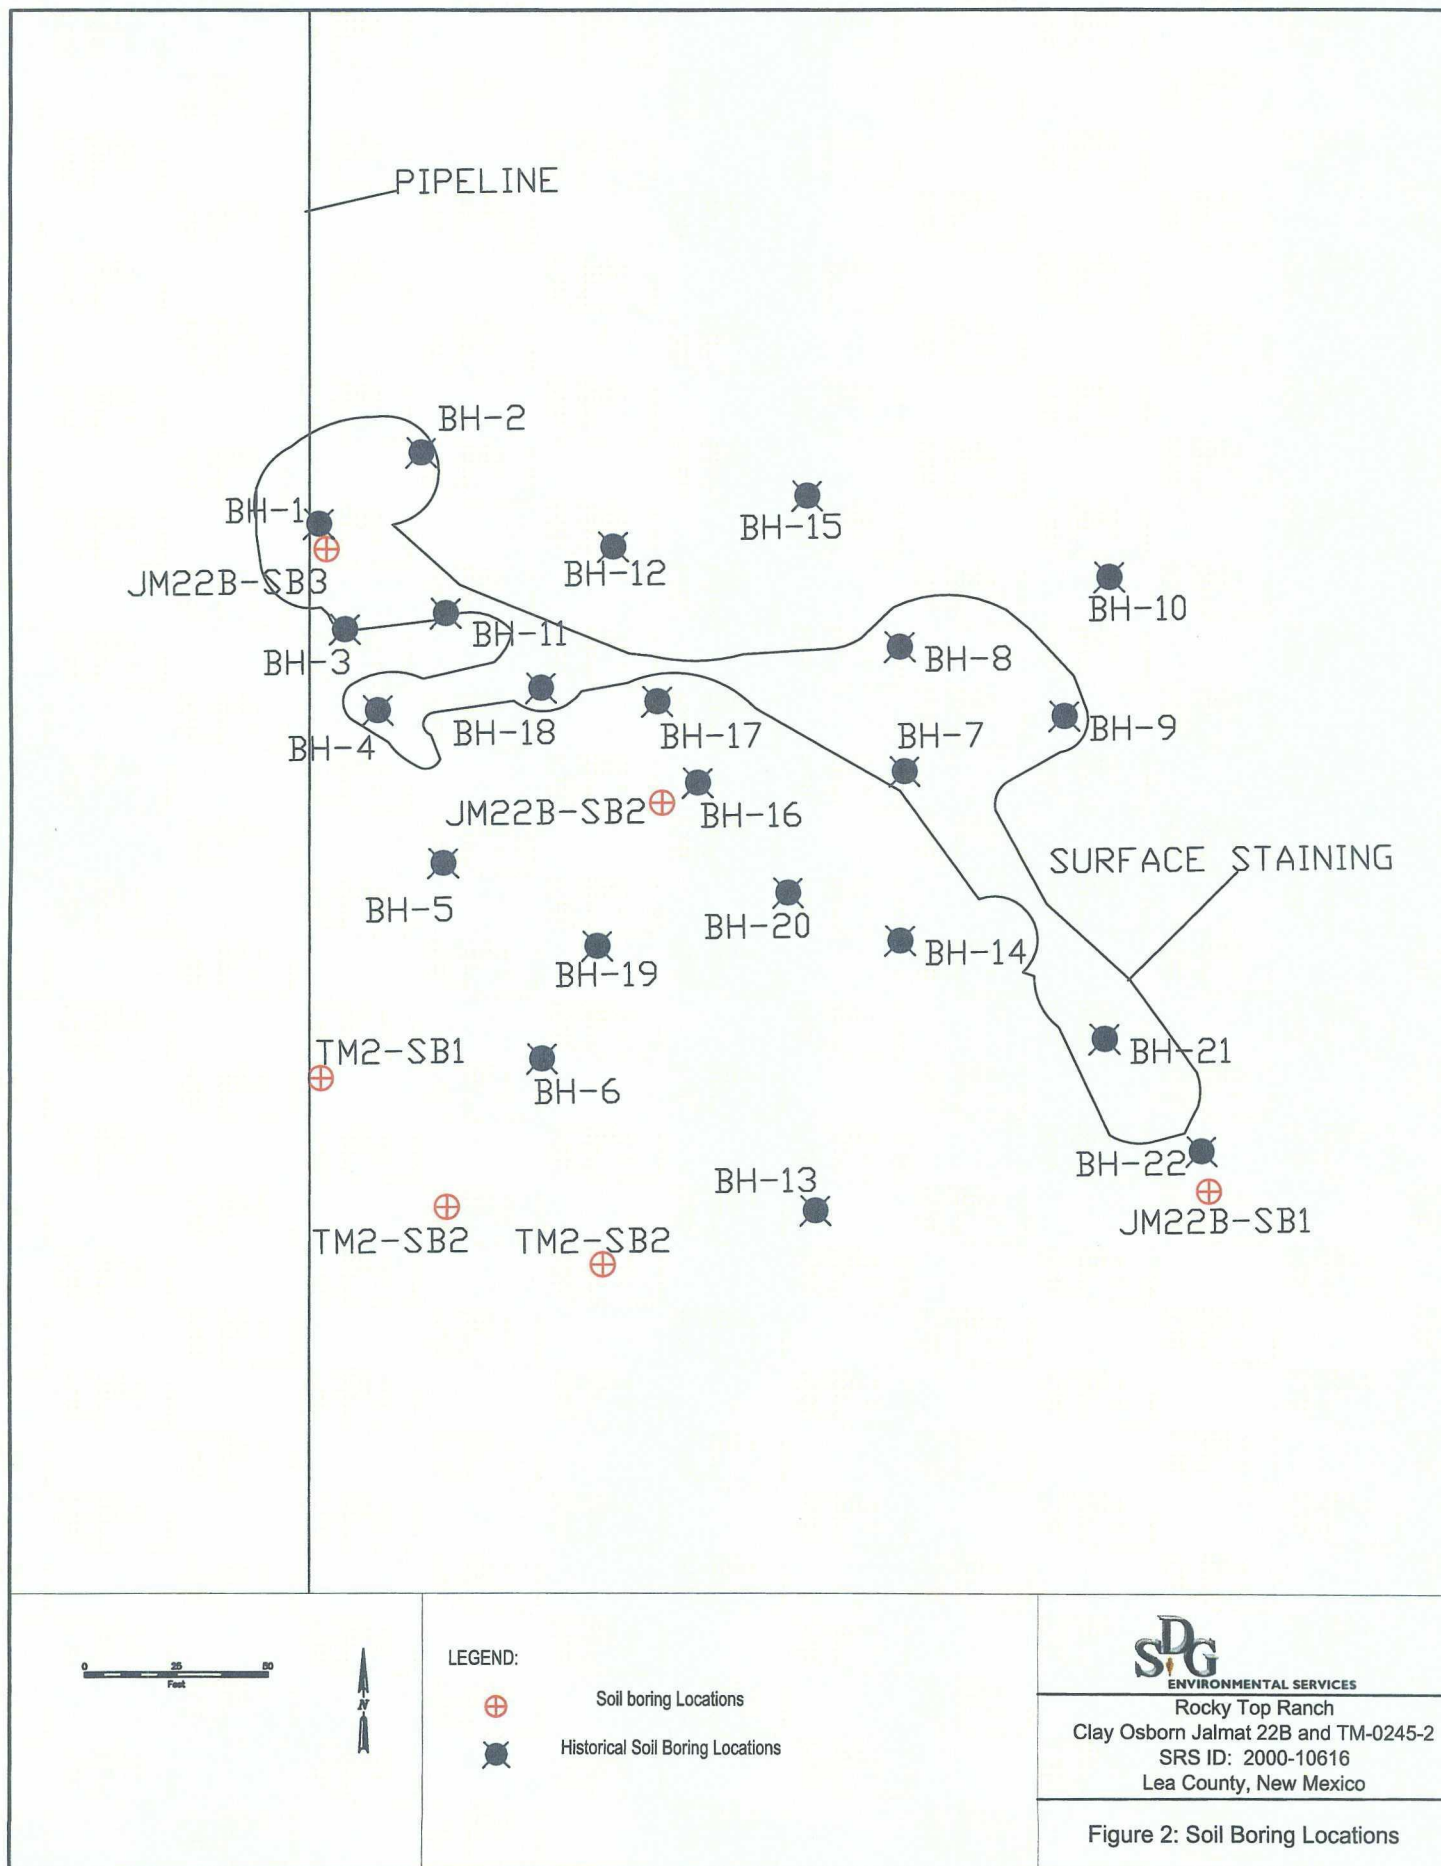 PIPELINE
BH-2
BH-1
BH-15
BH-12
JM22B-SB3
BH-10
BH-11
BH-3
BH-8
BH-4
BH-18
BH-17
BH-7
BH-9
JM22B-SB2
BH-16
SURFACE STAINING
BH-5
BH-20
BH-14
BH-19
TM2-SB1
BH-21
BH-6
BH-22
BH-13
JM22B-SB1
TM2-SB2
TM2-SB2
0 25 50
Feet
N
LEGEND:
Soil boring Locations
Historical Soil Boring Locations
SDG
ENVIRONMENTAL SERVICES
Rocky Top Ranch
Clay Osborn Jalmat 22B and TM-0245-2
SRS ID: 2000-10616
Lea County, New Mexico
Figure 2: Soil Boring Locations